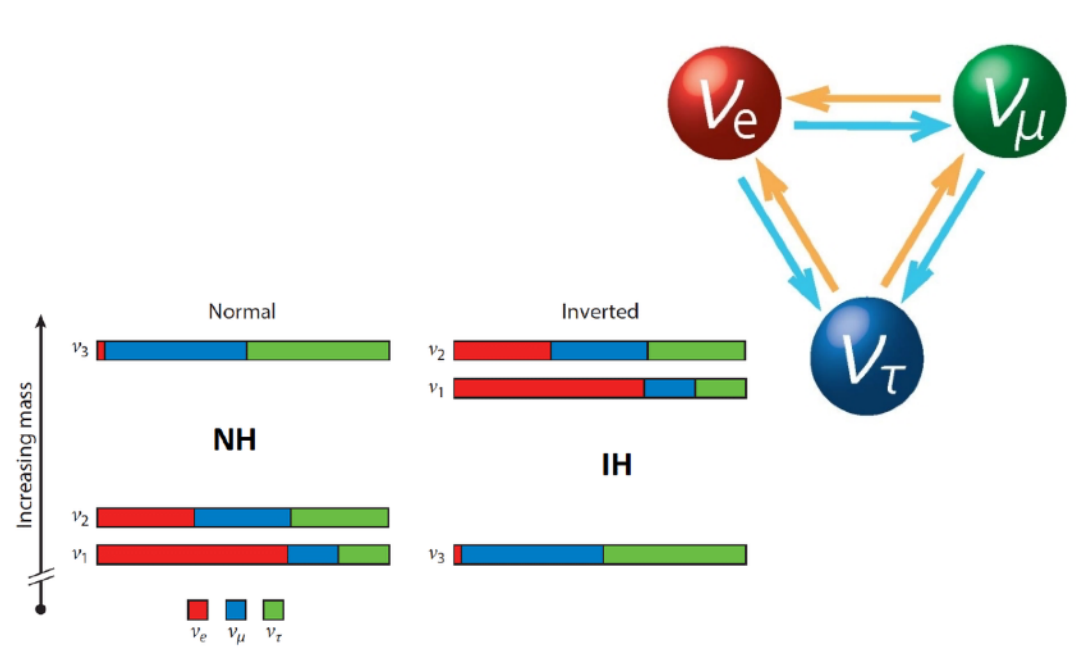 νe
νμ
ντ
Normal
Inverted
ν3
ν2
ν1
NH
IH
Increasing mass
ν2
ν1
ν3
νe νμ ντ